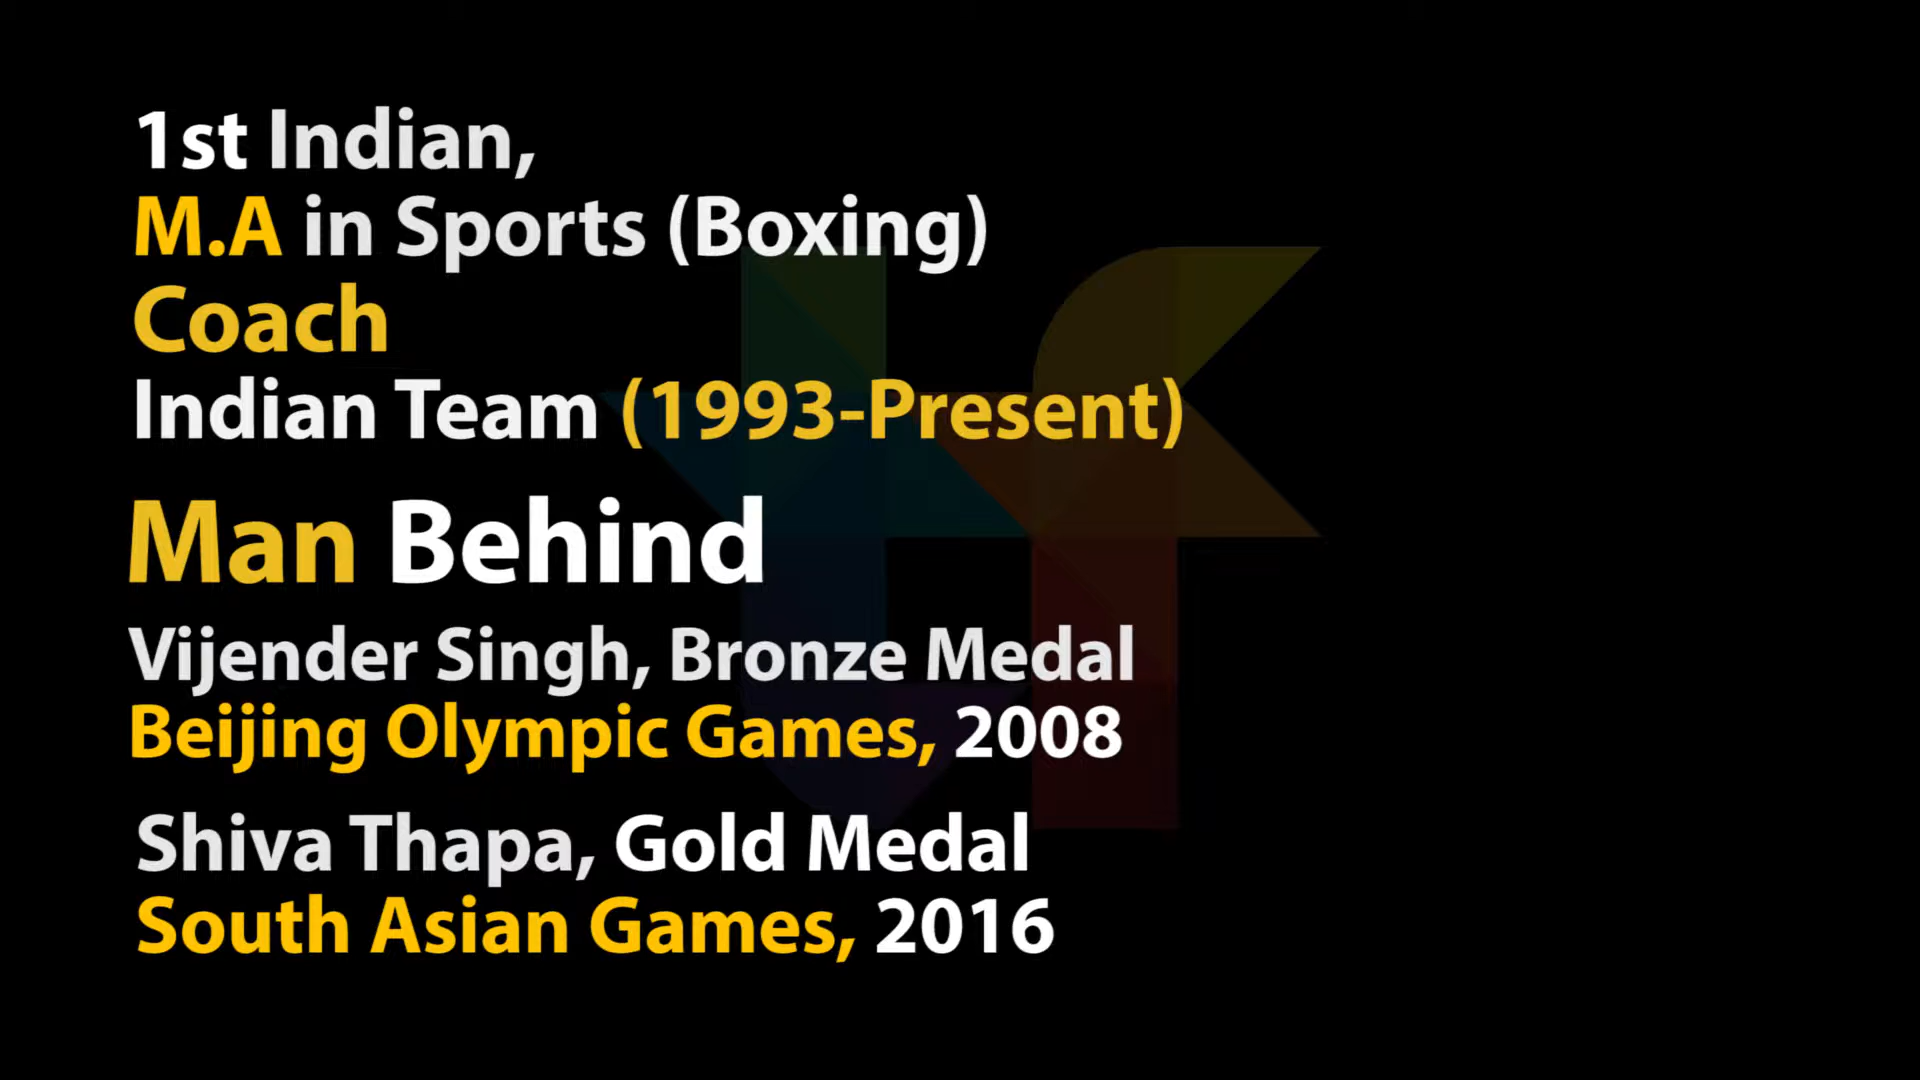 1st Indian,
M.A in Sports (Boxing)
Coach
Indian Team (1993-Present)
Man Behind
Vijender Singh, Bronze Medal
Beijing Olympic Games, 2008
Shiva Thapa, Gold Medal
South Asian Games, 2016